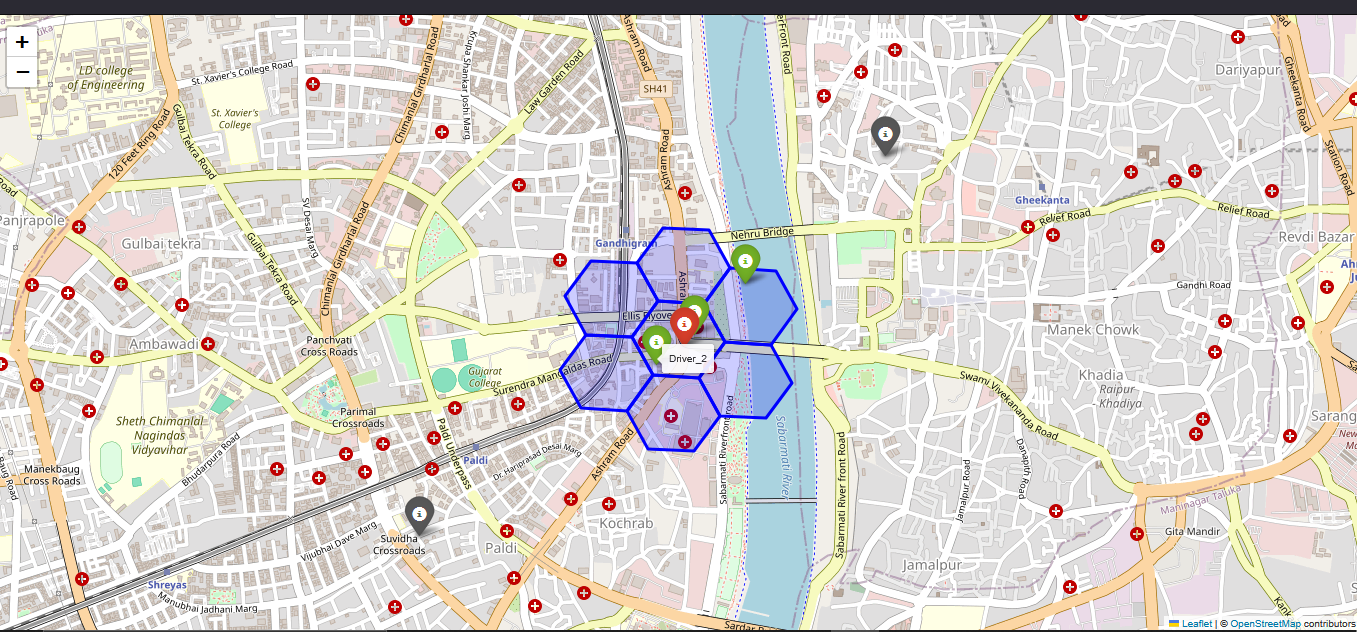 +
−
LD college
of Engineering
St. Xavier's College Road
St. Xavier's
College
120 Feet Ring Road
Gulbai Tekra Road
Chimanlal Girdharlal Road
Krupa Shankar Joshi Marg
Law Garden Road
Ashram Road
SH41
Ashram Road
Dariyapur
Gheekanta Road
Station Road
Gheekanta
Relief Road
Relief Road
Revdi Bazar
Panjrapole
Gulbai tekra
SV Desai Marg
Gulbai Tekra Road
Chimanlal Girdharlal Road
Gandhigram
Nehru Bridge
Gandhi Road
Manek Chowk
Panchvati
Cross Roads
Ambawadi
Driver_2
Gujarat
College
Surendra Mangaldas Road
Khadia
Raipur-
Khadiya
Swami Vivekananda Road
Parimal
Crossroads
Sheth Chimanlal
Nagindas
Vidyavihar
Bhudarpura Road
Manekbaug
Cross Roads
Paldi Underpass
Paldi
Dr. Hariprasad Desai Marg
Ashram Road
Sabarmati Riverfront road
Sabarmati River
Sabarmati River front Road
Danapith Road
Jamalpur Road
Maninagar Taluka
Gita Mandir
Kochrab
Paldi
Suvidha
Crossroads
Vijubhai Dave Marg
Shreyas
Manubhai Jadhani Marg
Jamalpur
Leaflet | © OpenStreetMap contributors